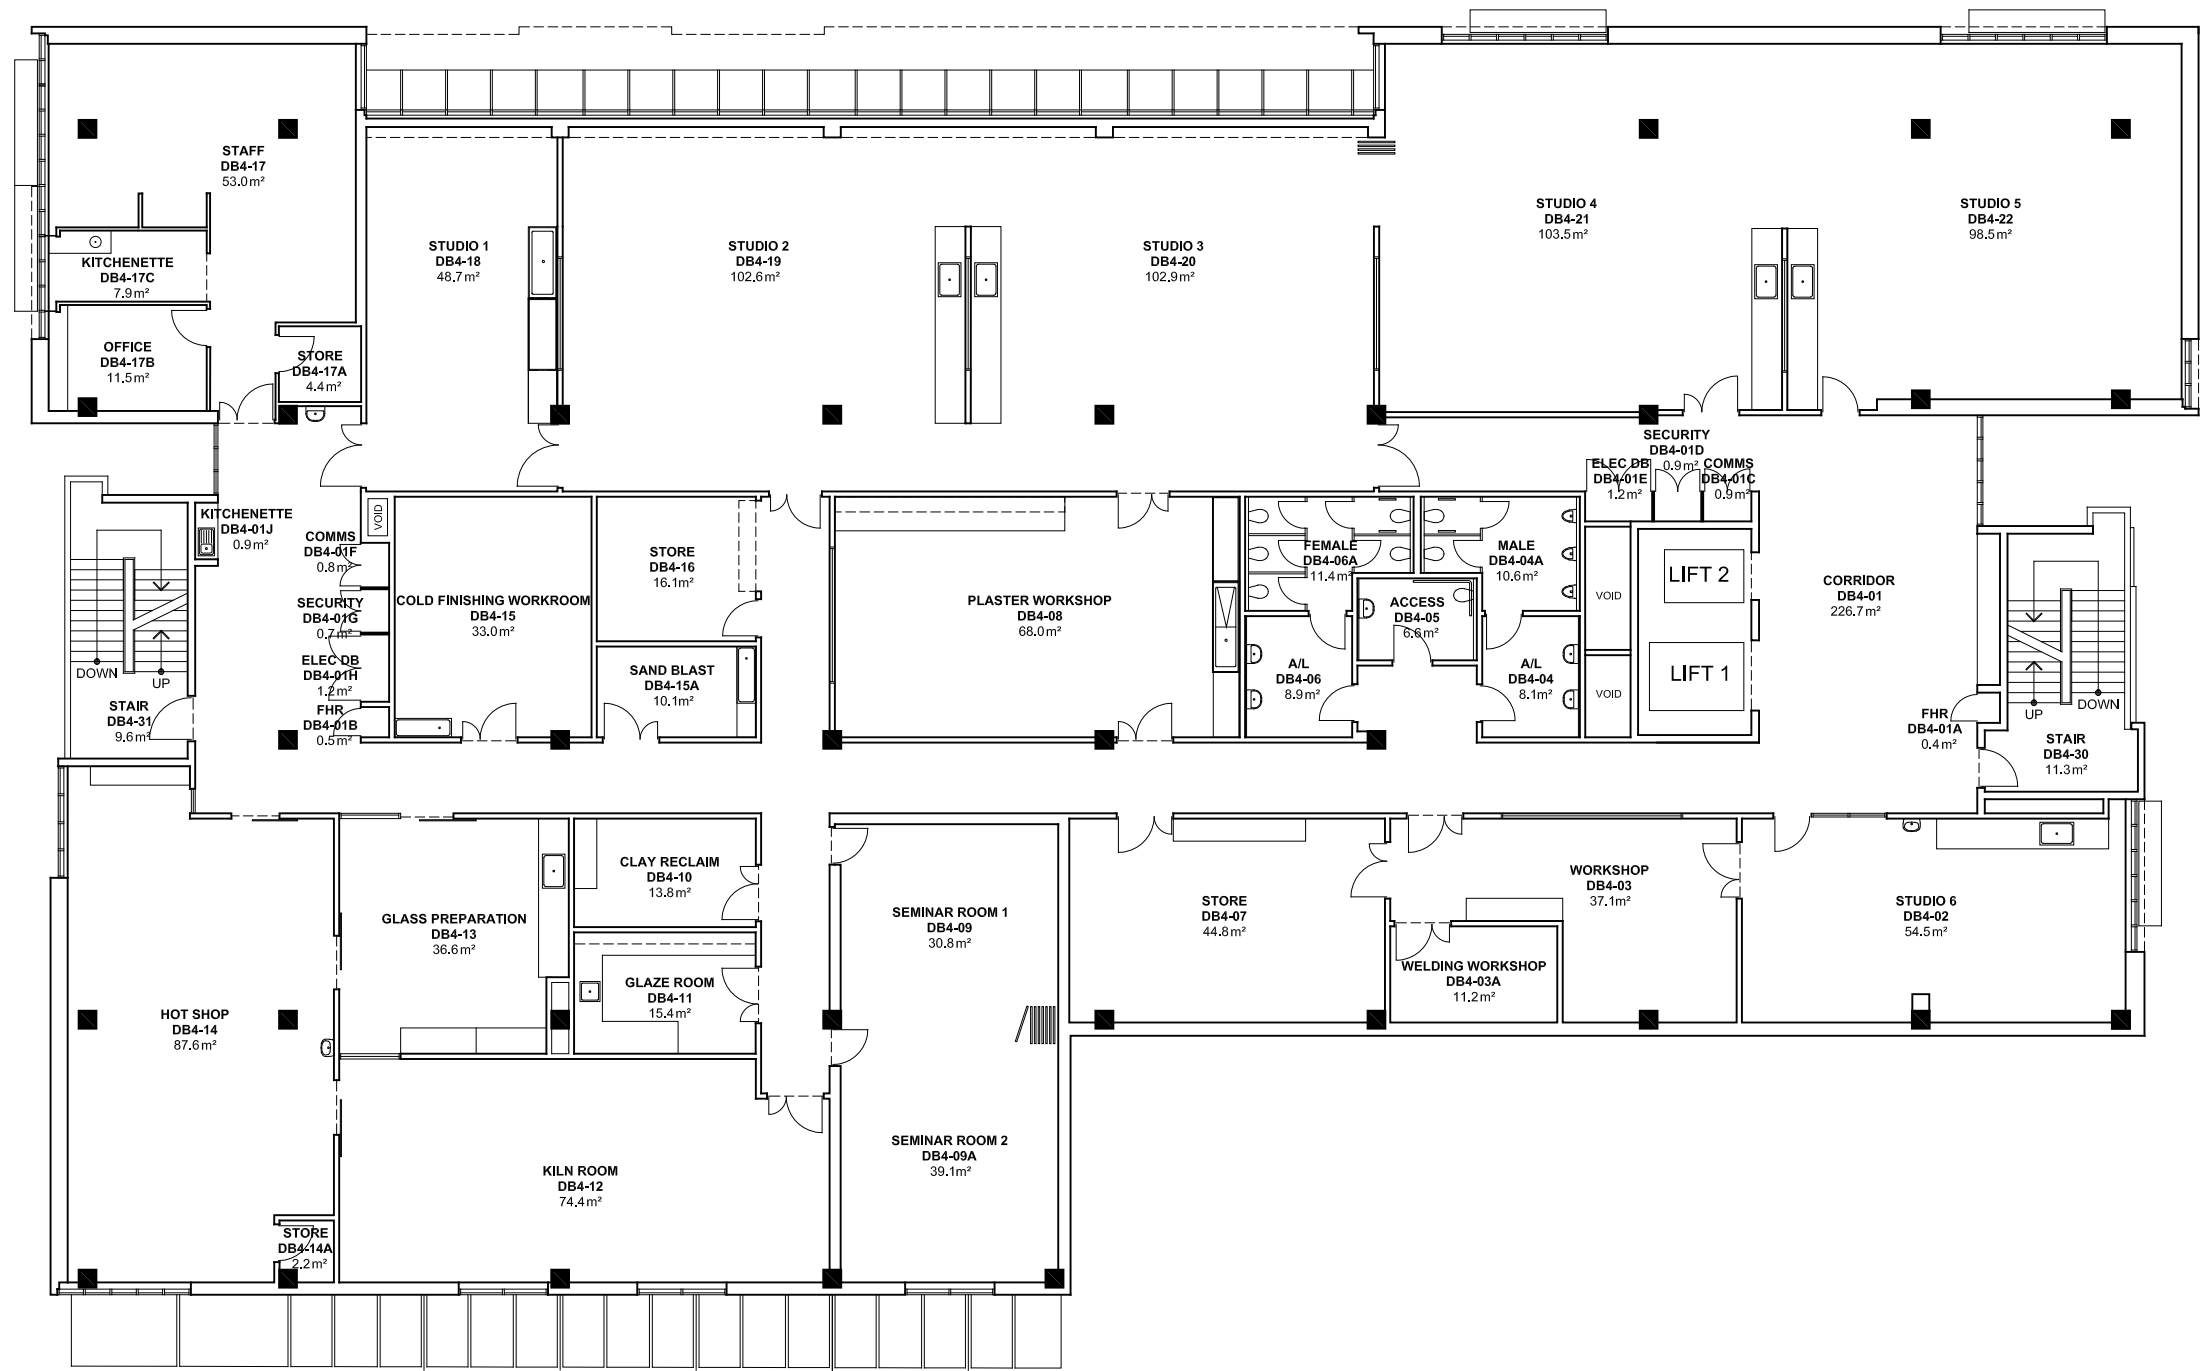 STAFF
DB4-17
53.0m²
KITCHENETTE
DB4-17C
7.9m²
OFFICE
DB4-17B
11.5m²
STORE
DB4-17A
4.4m²
STUDIO 1
DB4-18
48.7m²
STUDIO 2
DB4-19
102.6m²
STUDIO 3
DB4-20
102.9m²
STUDIO 4
DB4-21
103.5m²
STUDIO 5
DB4-22
98.5m²
SECURITY
DB4-01D
0.9m²
ELEC DB
DB4-01E
1.2m²
COMMS
DB4-01C
0.9m²
KITCHENETTE
DB4-01J
0.9m²
VOID
COMMS
DB4-01F
0.8m²
SECURITY
DB4-01G
0.7m²
ELEC DB
DB4-01H
1.2m²
FHR
DB4-01B
0.5m²
DOWN
UP
STAIR
DB4-31
9.6m²
COLD FINISHING WORKROOM
DB4-15
33.0m²
STORE
DB4-16
16.1m²
SAND BLAST
DB4-15A
10.1m²
PLASTER WORKSHOP
DB4-08
68.0m²
FEMALE
DB4-06A
11.4m²
MALE
DB4-04A
10.6m²
ACCESS
DB4-05
6.6m²
A/L
DB4-06
8.9m²
A/L
DB4-04
8.1m²
VOID
VOID
LIFT 2
LIFT 1
CORRIDOR
DB4-01
226.7m²
FHR
DB4-01A
0.4m²
UP
DOWN
STAIR
DB4-30
11.3m²
HOT SHOP
DB4-14
87.6m²
STORE
DB4-14A
2.2m²
GLASS PREPARATION
DB4-13
36.6m²
CLAY RECLAIM
DB4-10
13.8m²
GLAZE ROOM
DB4-11
15.4m²
KILN ROOM
DB4-12
74.4m²
SEMINAR ROOM 1
DB4-09
30.8m²
SEMINAR ROOM 2
DB4-09A
39.1m²
STORE
DB4-07
44.8m²
WORKSHOP
DB4-03
37.1m²
WELDING WORKSHOP
DB4-03A
11.2m²
STUDIO 6
DB4-02
54.5m²